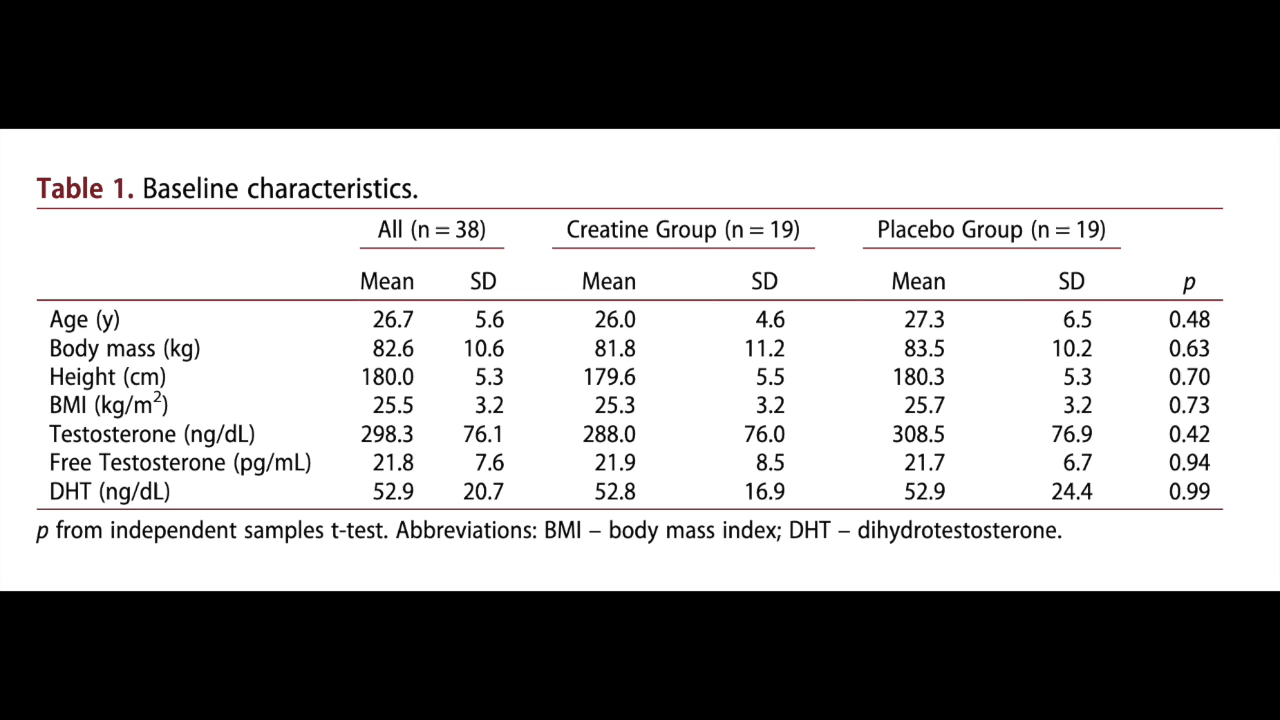 Table 1. Baseline characteristics.
All (n = 38) Creatine Group (n = 19) Placebo Group (n = 19)
Mean SD Mean SD Mean SD p
Age (y) 26.7 5.6 26.0 4.6 27.3 6.5 0.48
Body mass (kg) 82.6 10.6 81.8 11.2 83.5 10.2 0.63
Height (cm) 180.0 5.3 179.6 5.5 180.3 5.3 0.70
BMI (kg/m²) 25.5 3.2 25.3 3.2 25.7 3.2 0.73
Testosterone (ng/dL) 298.3 76.1 288.0 76.0 308.5 76.9 0.42
Free Testosterone (pg/mL) 21.8 7.6 21.9 8.5 21.7 6.7 0.94
DHT (ng/dL) 52.9 20.7 52.8 16.9 52.9 24.4 0.99
p from independent samples t-test. Abbreviations: BMI – body mass index; DHT – dihydrotestosterone.